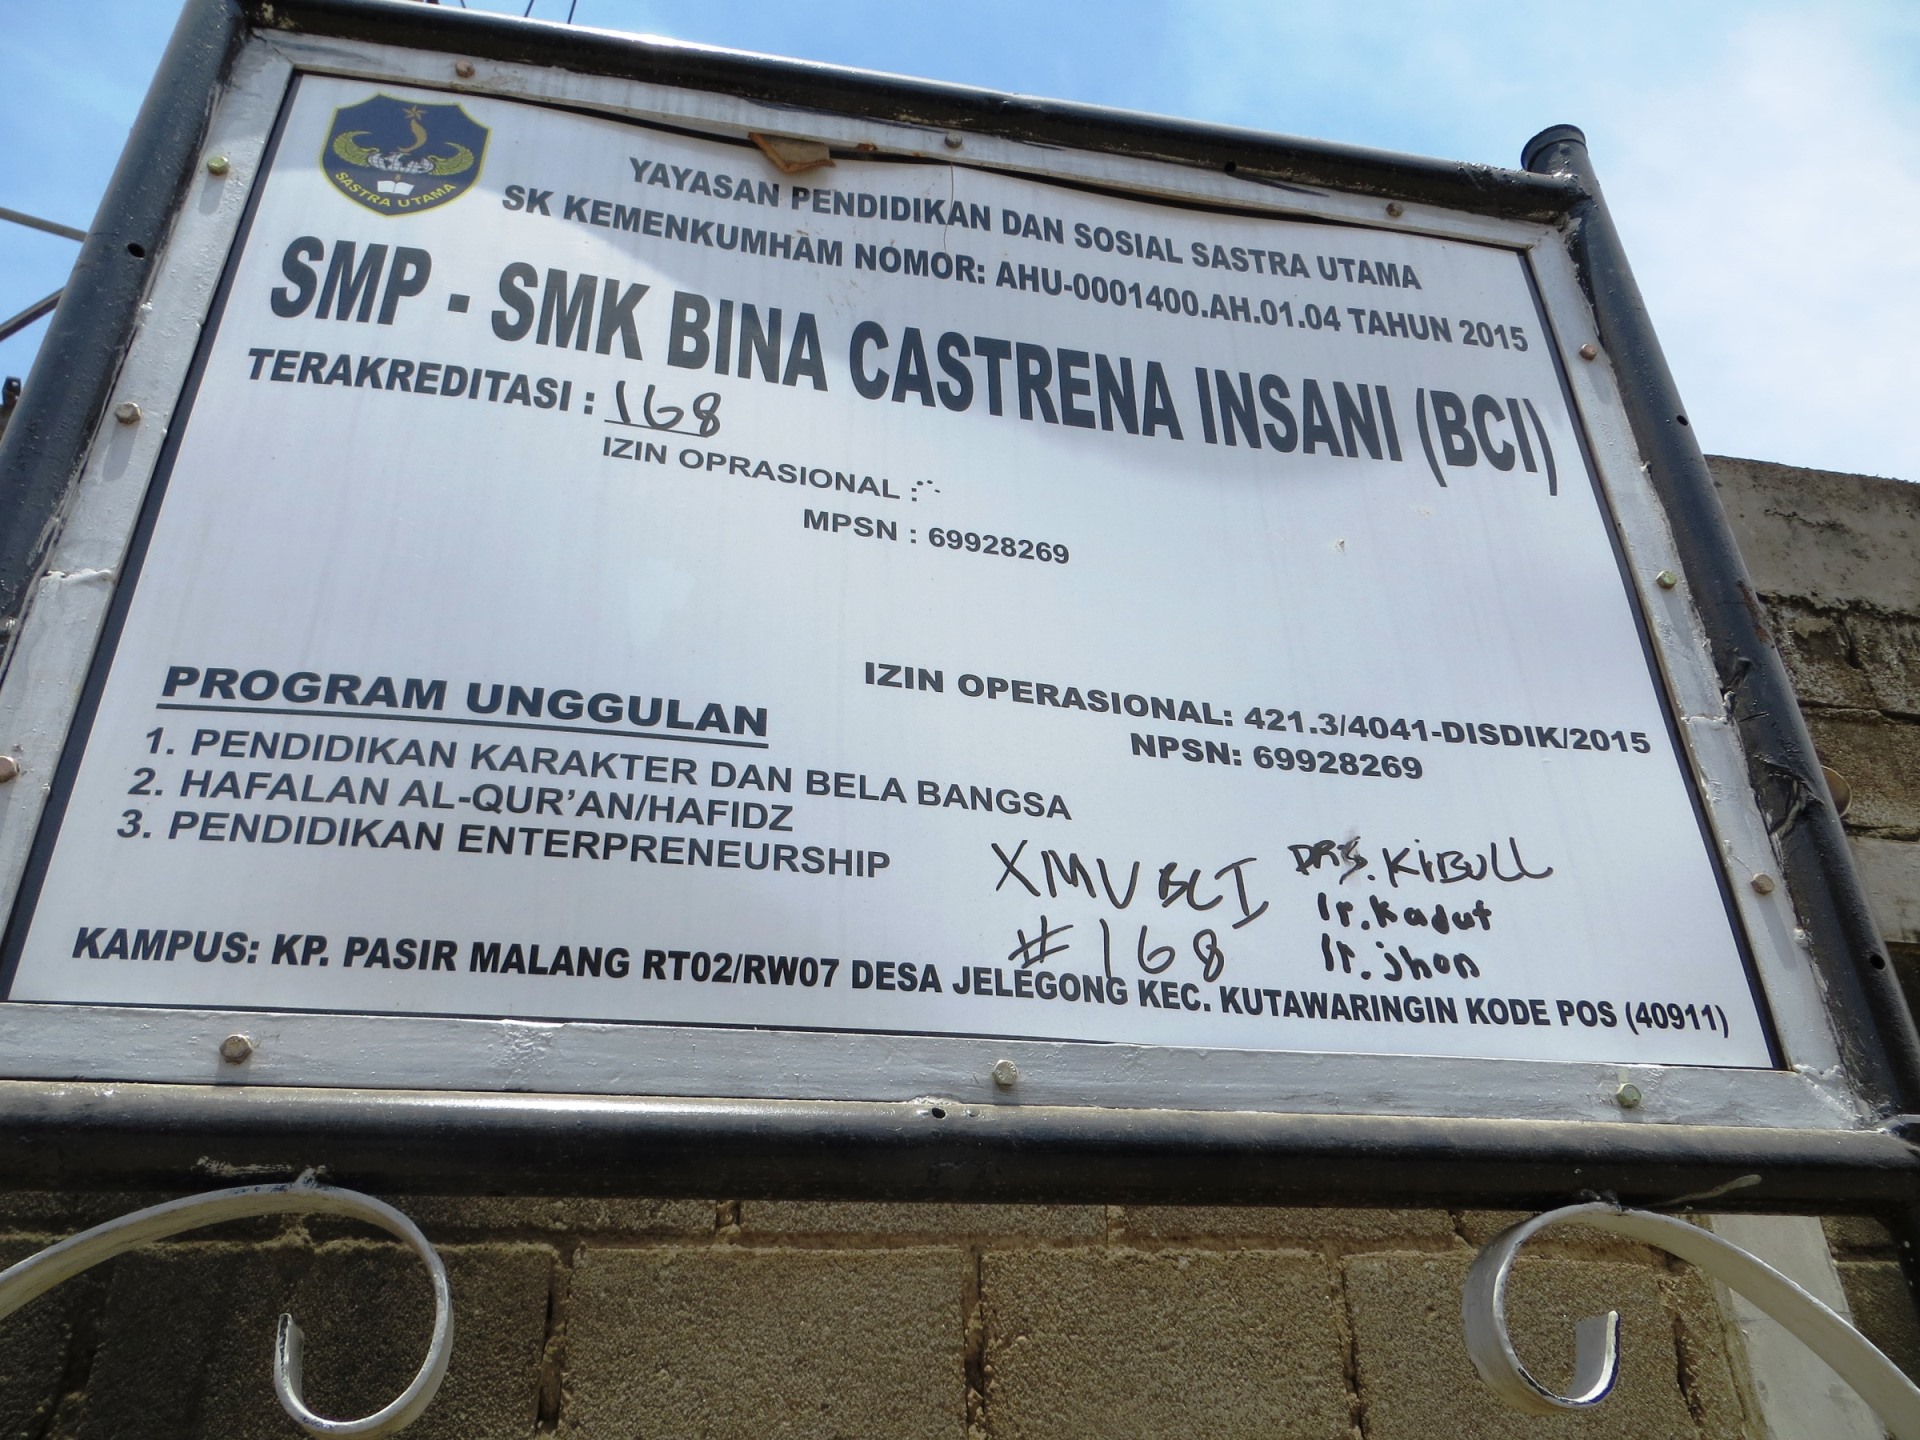 SASTRA UTAMA
YAYASAN PENDIDIKAN DAN SOSIAL SASTRA UTAMA
SK KEMENKUMHAM NOMOR: AHU-0001400.AH.01.04 TAHUN 2015
SMP - SMK BINA CASTRENA INSANI (BCI)
TERAKREDITASI : 168
IZIN OPRASIONAL :
MPSN : 69928269
IZIN OPERASIONAL: 421.3/4041-DISDIK/2015
NPSN: 69928269
PROGRAM UNGGULAN
1. PENDIDIKAN KARAKTER DAN BELA BANGSA
2. HAFALAN AL-QUR'AN/HAFIDZ
3. PENDIDIKAN ENTERPRENEURSHIP
XMV BCI
#168
DRS. KiBULL
Ir. Kadut
Ir. jhon
KAMPUS: KP. PASIR MALANG RT02/RW07 DESA JELEGONG KEC. KUTAWARINGIN KODE POS (40911)